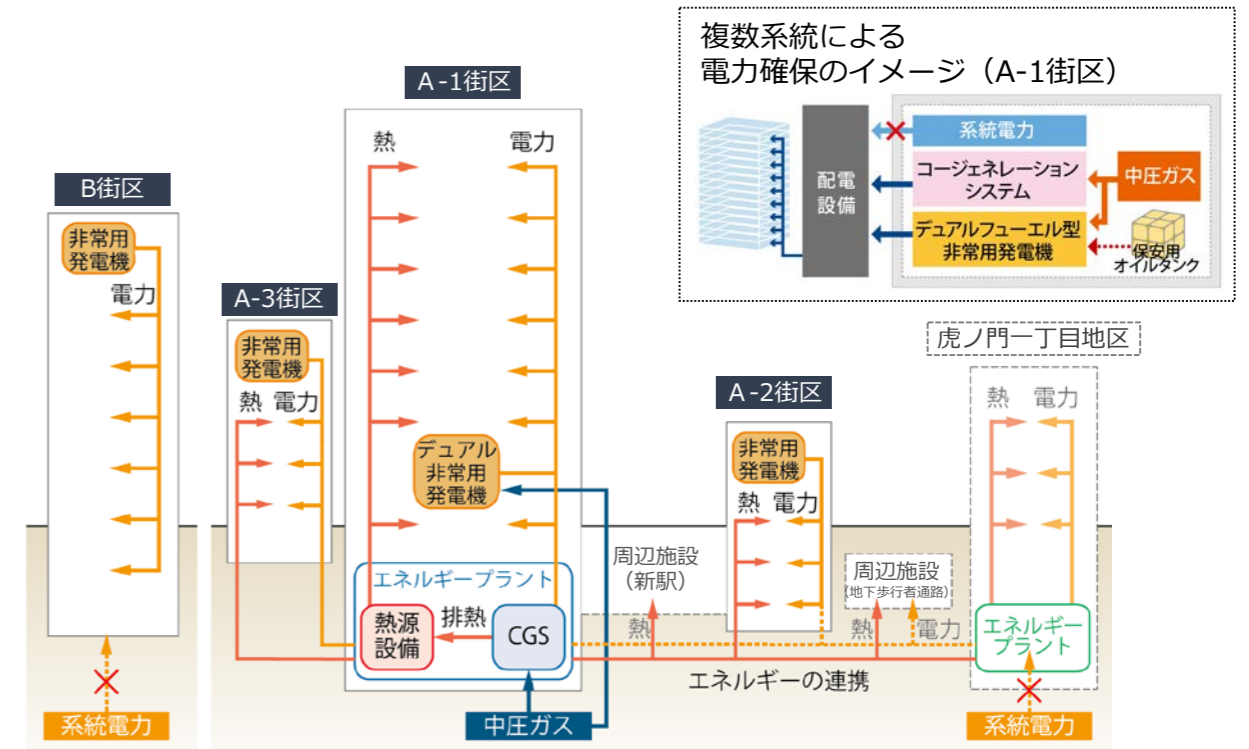 複数系統による
電力確保のイメージ（A-1街区）
系統電力
コージェネレーション
システム
中圧ガス
配電
設備
デュアルフューエル型
非常用発電機
保安用
オイルタンク
A-1街区
熱
電力
B街区
非常用
発電機
電力
A-3街区
非常用
発電機
熱 電力
デュアル
非常用
発電機
A-2街区
非常用
発電機
熱 電力
虎ノ門一丁目地区
熱 電力
周辺施設
（新駅）
周辺施設
（地下歩行者通路）
エネルギープラント
熱源
設備
排熱
CGS
熱
熱
電力
エネルギー
プラント
エネルギーの連携
系統電力
中圧ガス
系統電力